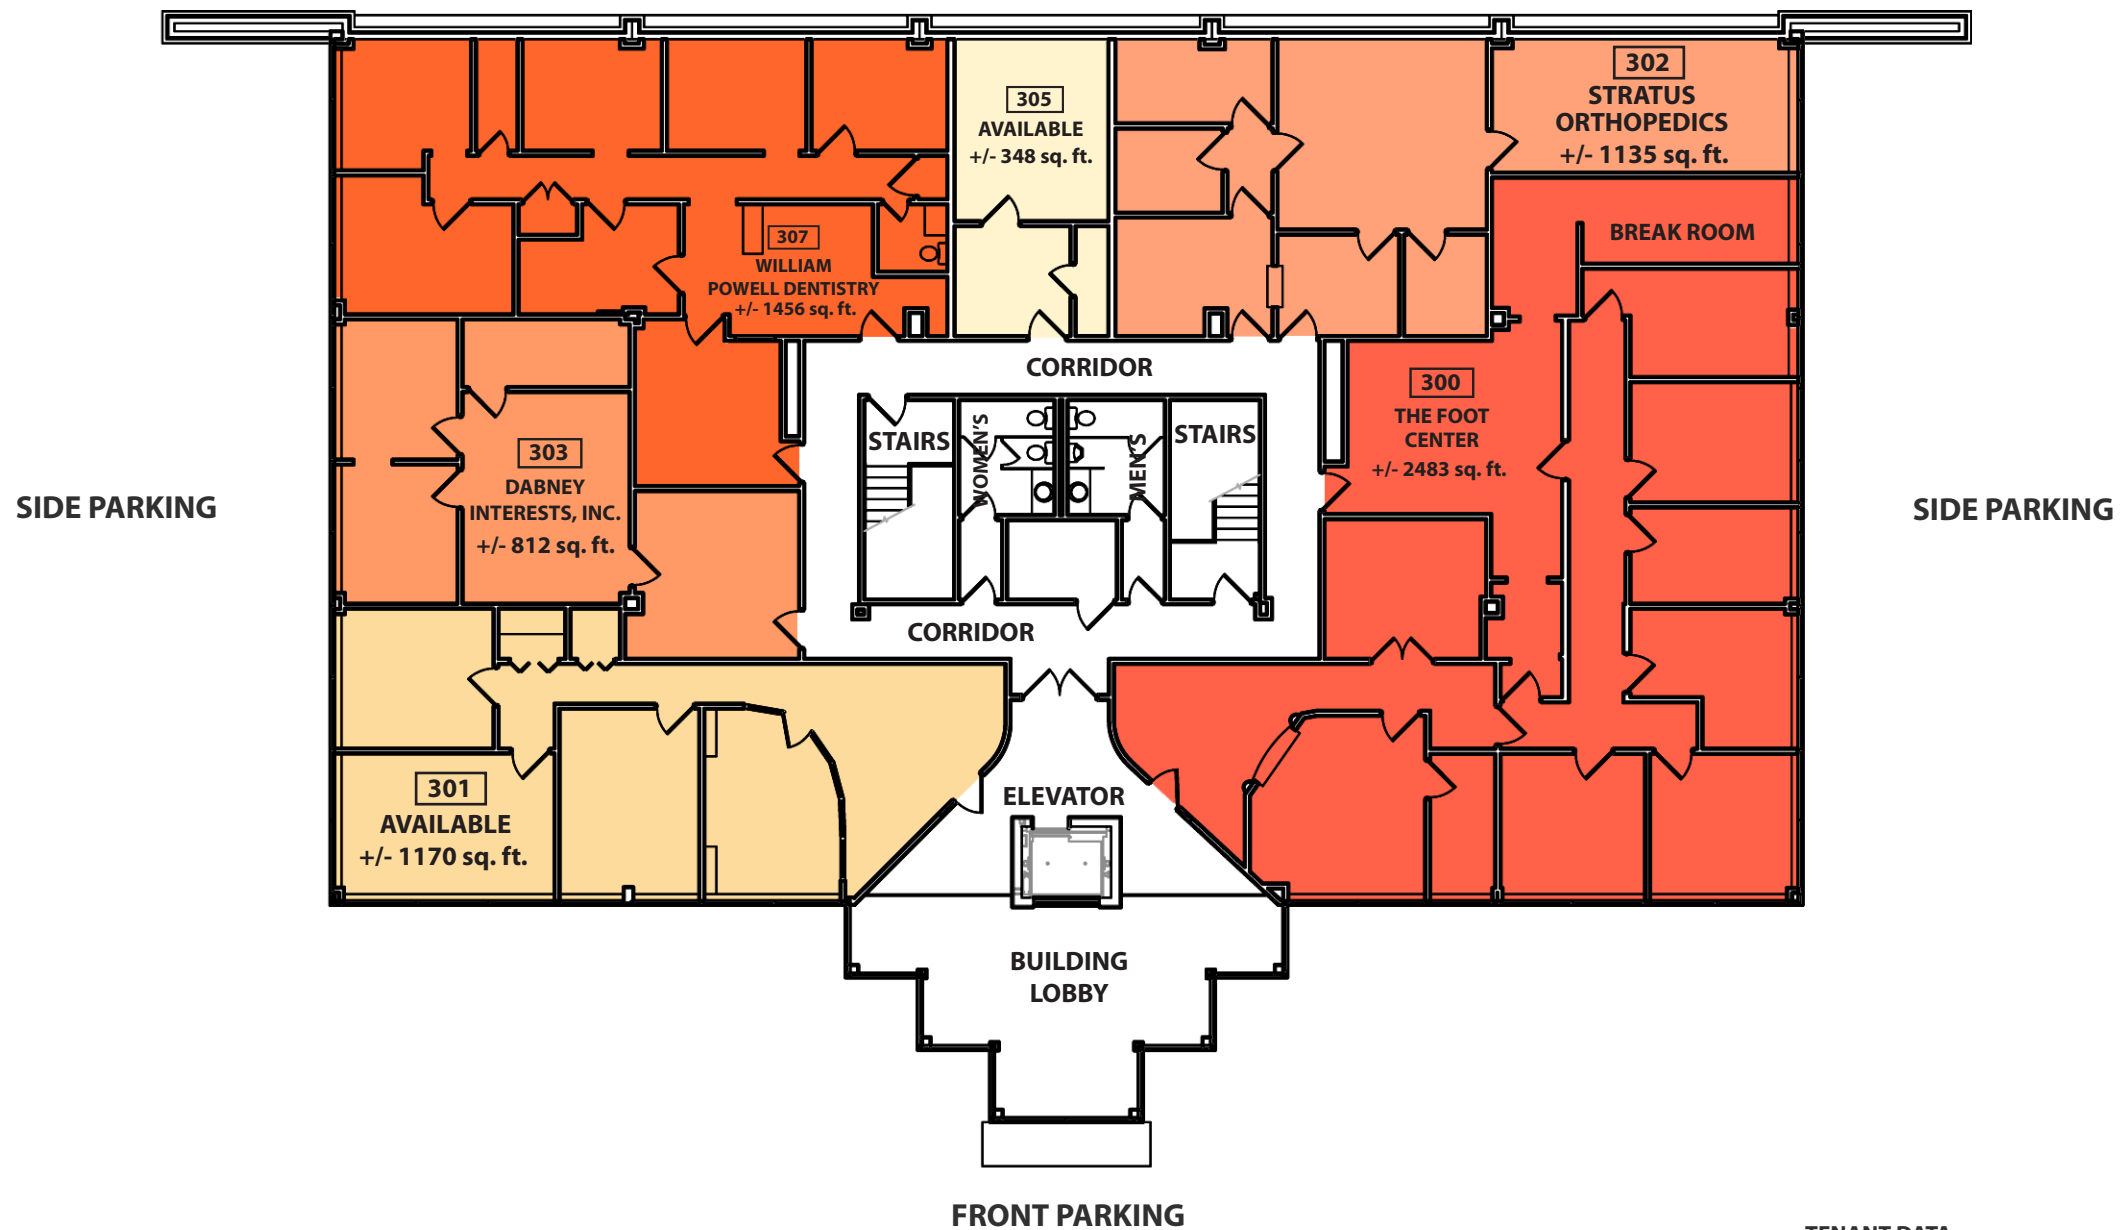 302
STRATUS
ORTHOPEDICS
+/- 1135 sq. ft.
305
AVAILABLE
+/- 348 sq. ft.
307
WILLIAM
POWELL DENTISTRY
+/- 1456 sq. ft.
BREAK ROOM
CORRIDOR
300
THE FOOT
CENTER
+/- 2483 sq. ft.
STAIRS
WOMEN'S
MEN'S
STAIRS
303
DABNEY
INTERESTS, INC.
+/- 812 sq. ft.
SIDE PARKING
SIDE PARKING
CORRIDOR
301
AVAILABLE
+/- 1170 sq. ft.
ELEVATOR
BUILDING
LOBBY
FRONT PARKING
TENANT DATA